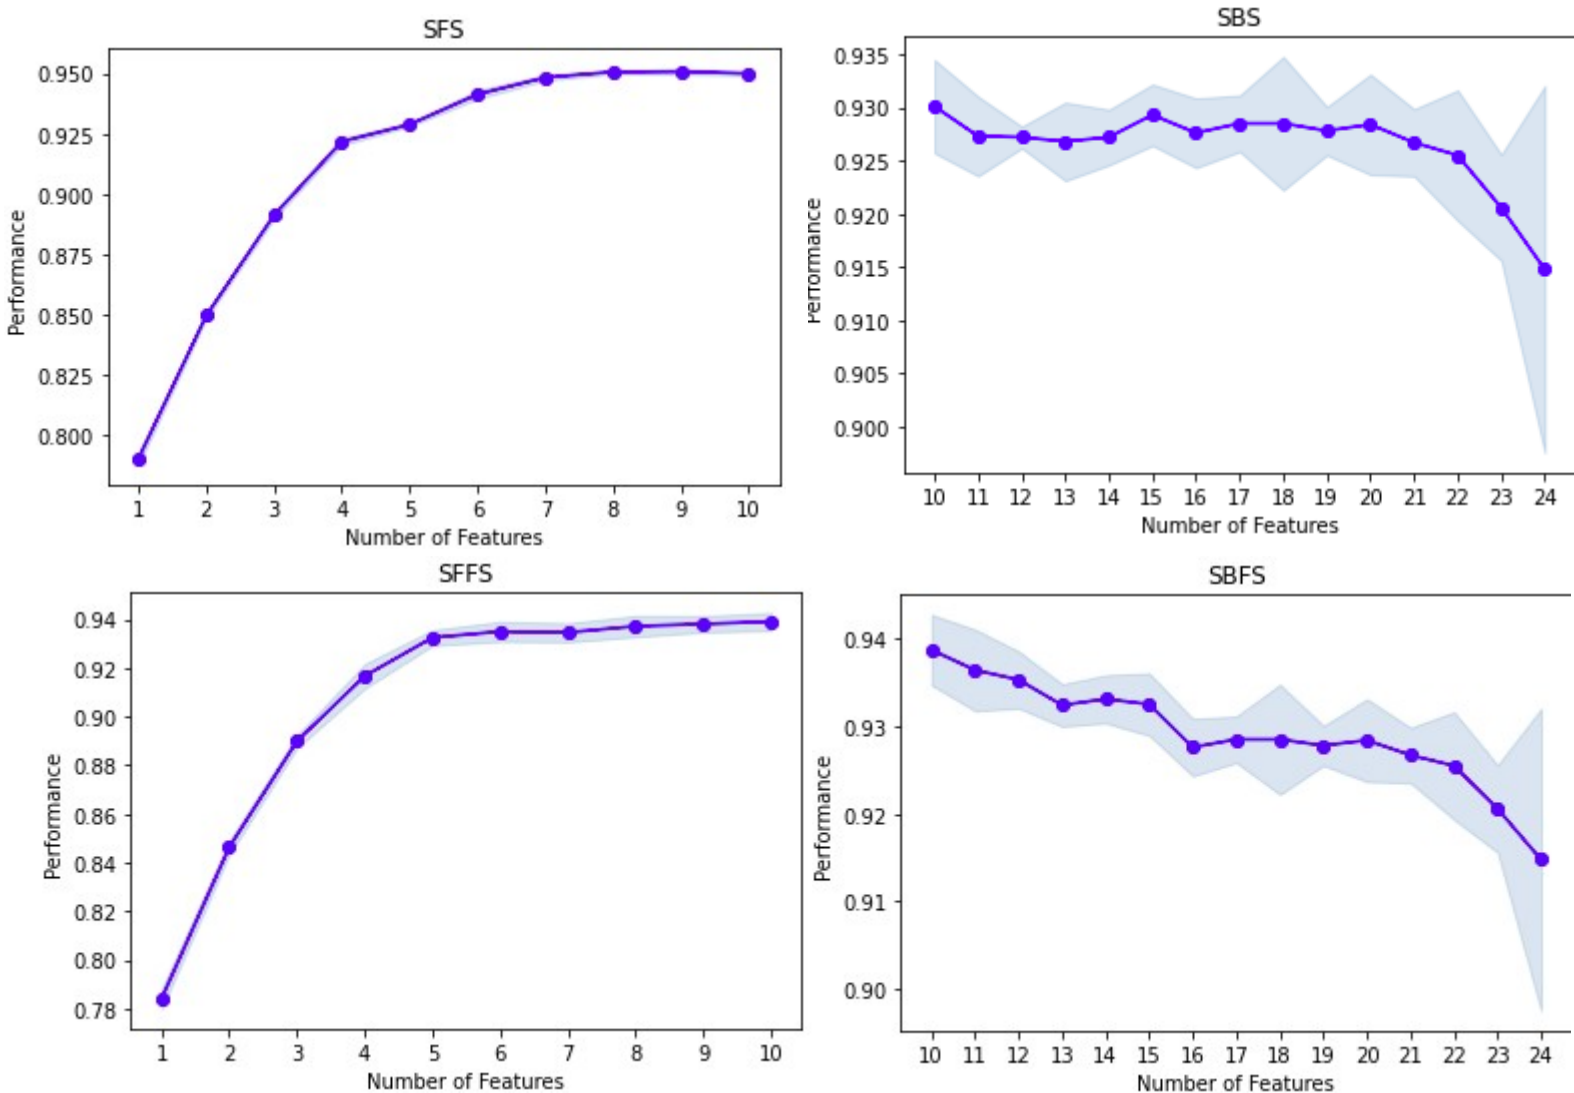 SFS
0.950
0.925
0.900
0.875
0.850
0.825
0.800
Performance
1 2 3 4 5 6 7 8 9 10
Number of Features
SBS
0.935
0.930
0.925
0.920
0.915
0.910
0.905
0.900
Performance
10 11 12 13 14 15 16 17 18 19 20 21 22 23 24
Number of Features
SFFS
0.94
0.92
0.90
0.88
0.86
0.84
0.82
0.80
0.78
Performance
1 2 3 4 5 6 7 8 9 10
Number of Features
SBFS
0.94
0.93
0.92
0.91
0.90
Performance
10 11 12 13 14 15 16 17 18 19 20 21 22 23 24
Number of Features